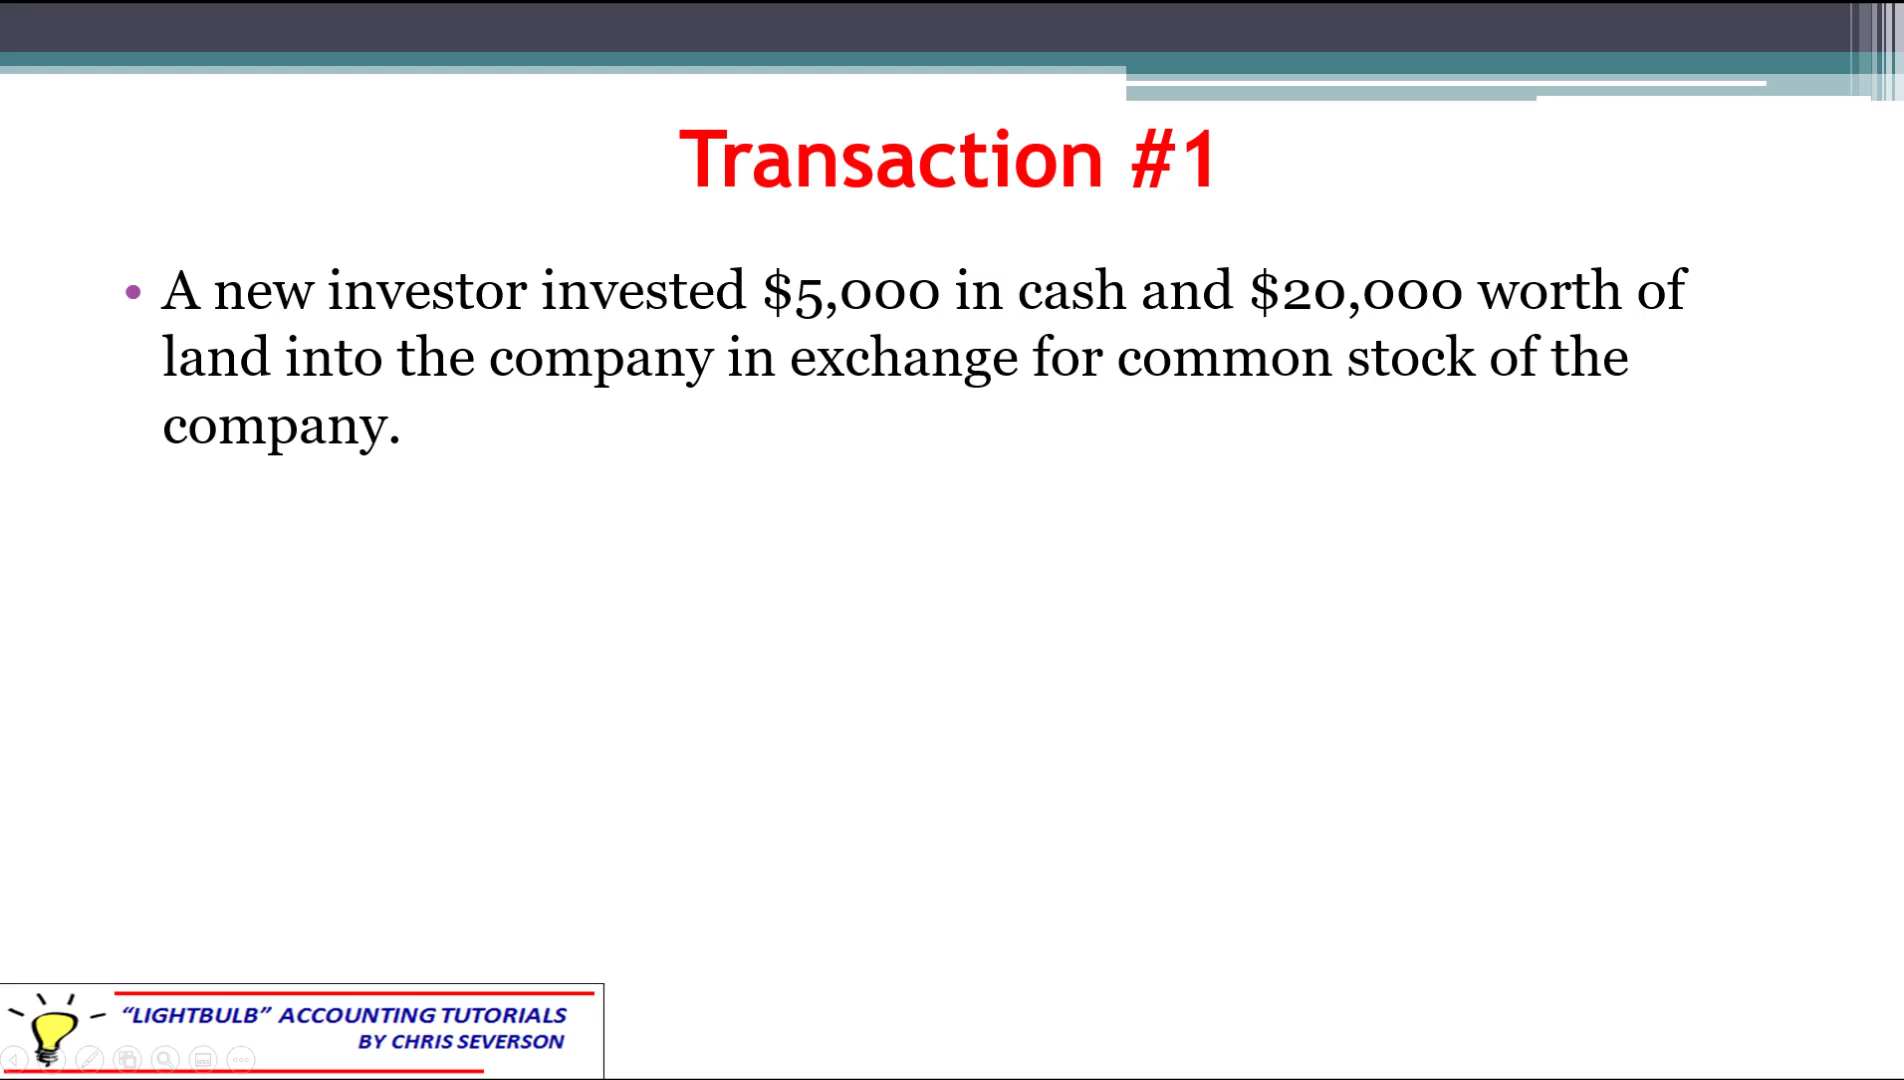 Transaction #1
• A new investor invested $5,000 in cash and $20,000 worth of
land into the company in exchange for common stock of the
company.
“LIGHTBULB” ACCOUNTING TUTORIALS
BY CHRIS SEVERSON